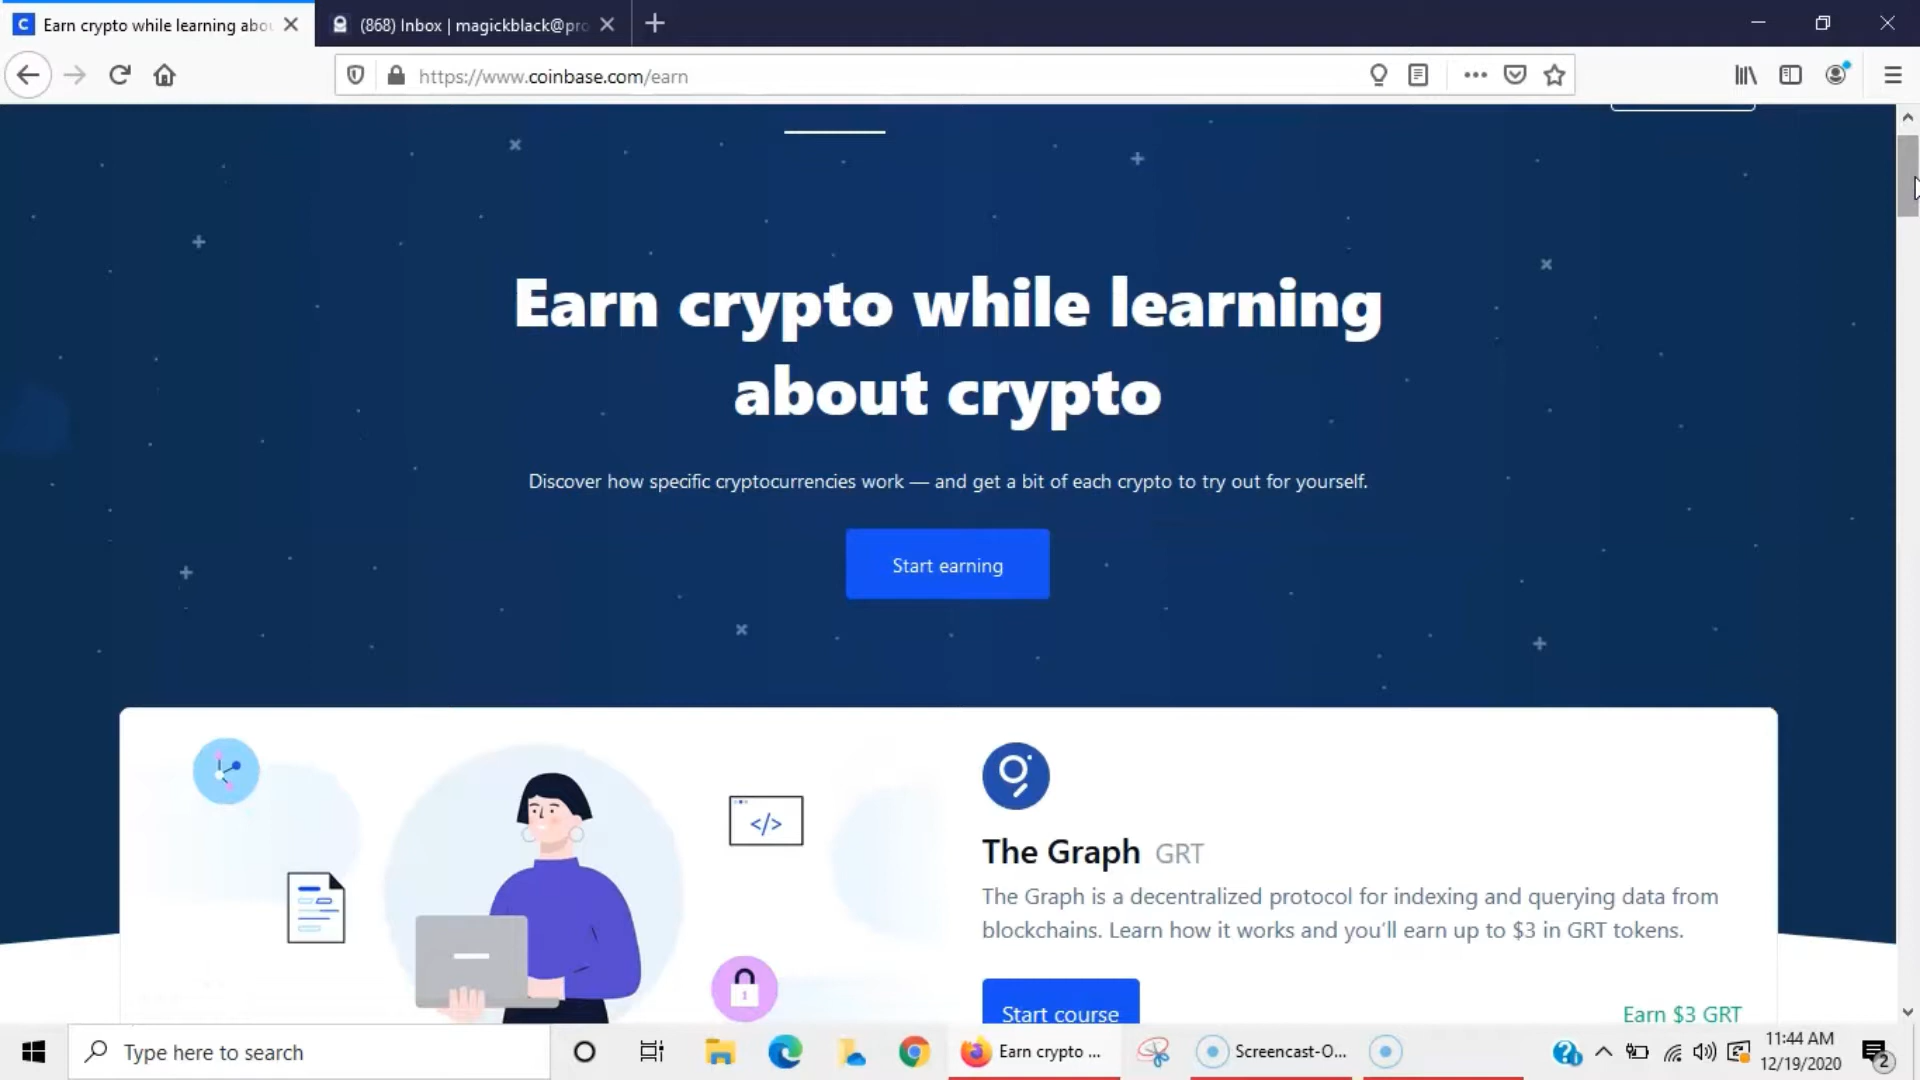 C Earn crypto while learning abo
(868) Inbox | magickblack@pro
https://www.coinbase.com/earn
Earn crypto while learning
about crypto
Discover how specific cryptocurrencies work — and get a bit of each crypto to try out for yourself.
Start earning
</>
1
The Graph GRT
The Graph is a decentralized protocol for indexing and querying data from
blockchains. Learn how it works and you'll earn up to $3 in GRT tokens.
Start course
Earn $3 GRT
Type here to search
Earn crypto ...
Screencast-O...
11:44 AM
12/19/2020
2